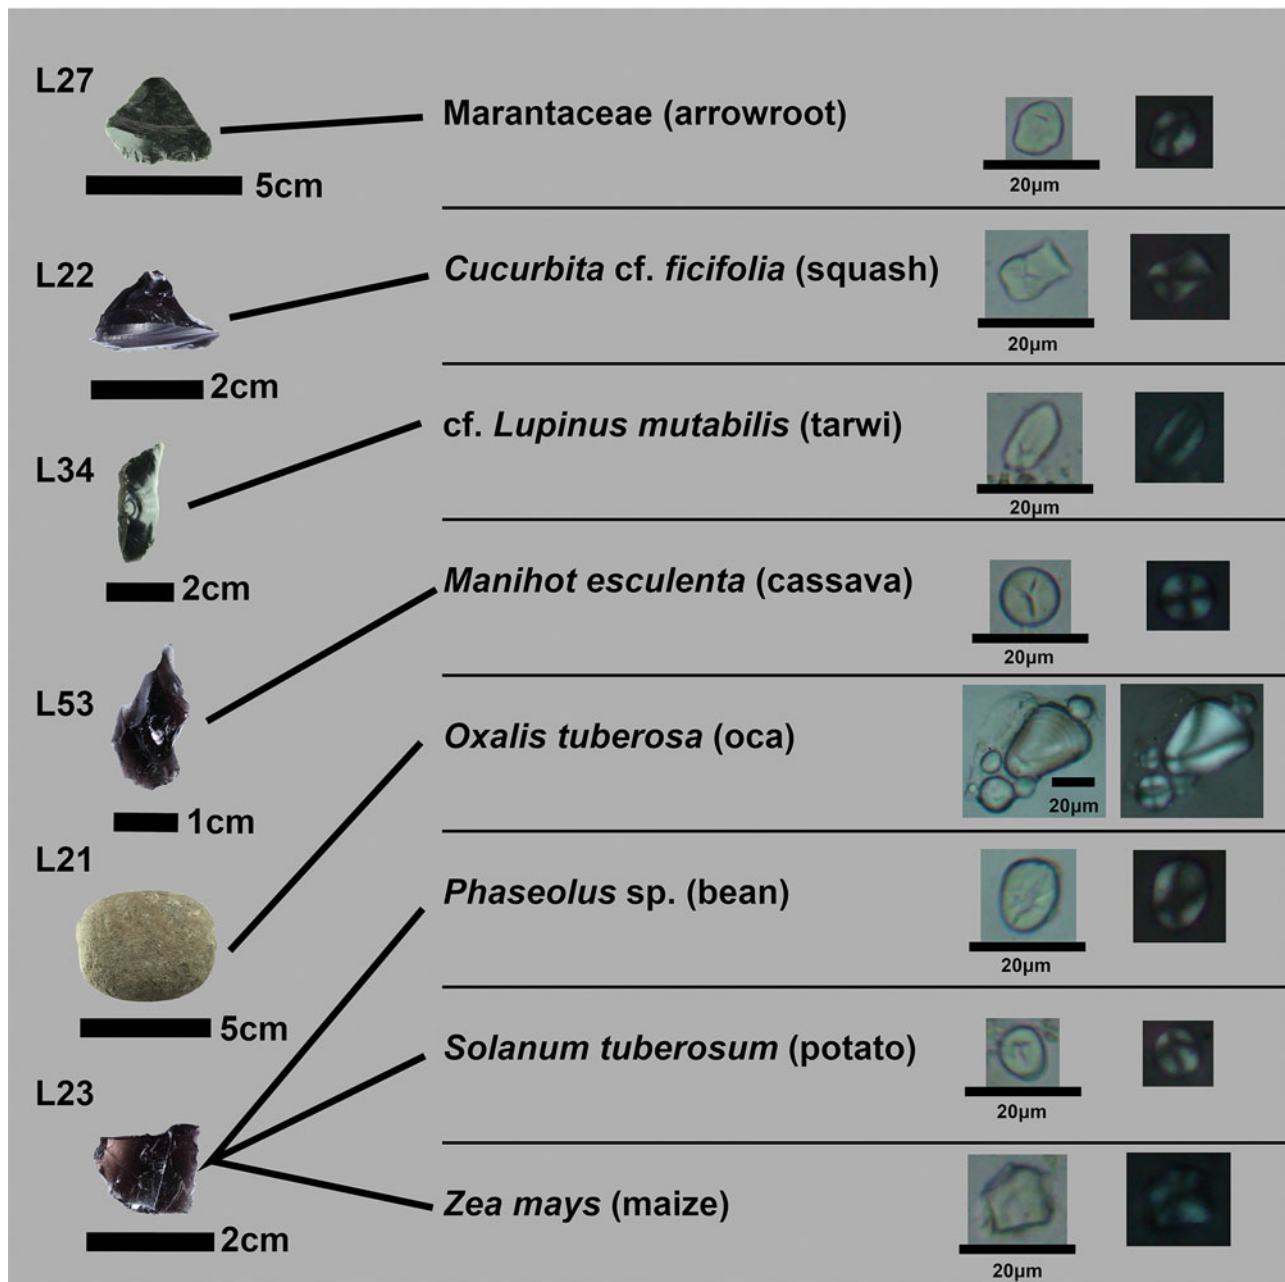 L27
Marantaceae (arrowroot)
20µm
5cm
L22
Cucurbita cf. ficifolia (squash)
20µm
2cm
cf. Lupinus mutabilis (tarwi)
L34
20µm
2cm
Manihot esculenta (cassava)
20µm
L53
Oxalis tuberosa (oca)
20µm
1cm
L21
Phaseolus sp. (bean)
20µm
5cm
Solanum tuberosum (potato)
L23
20µm
Zea mays (maize)
2cm
20µm